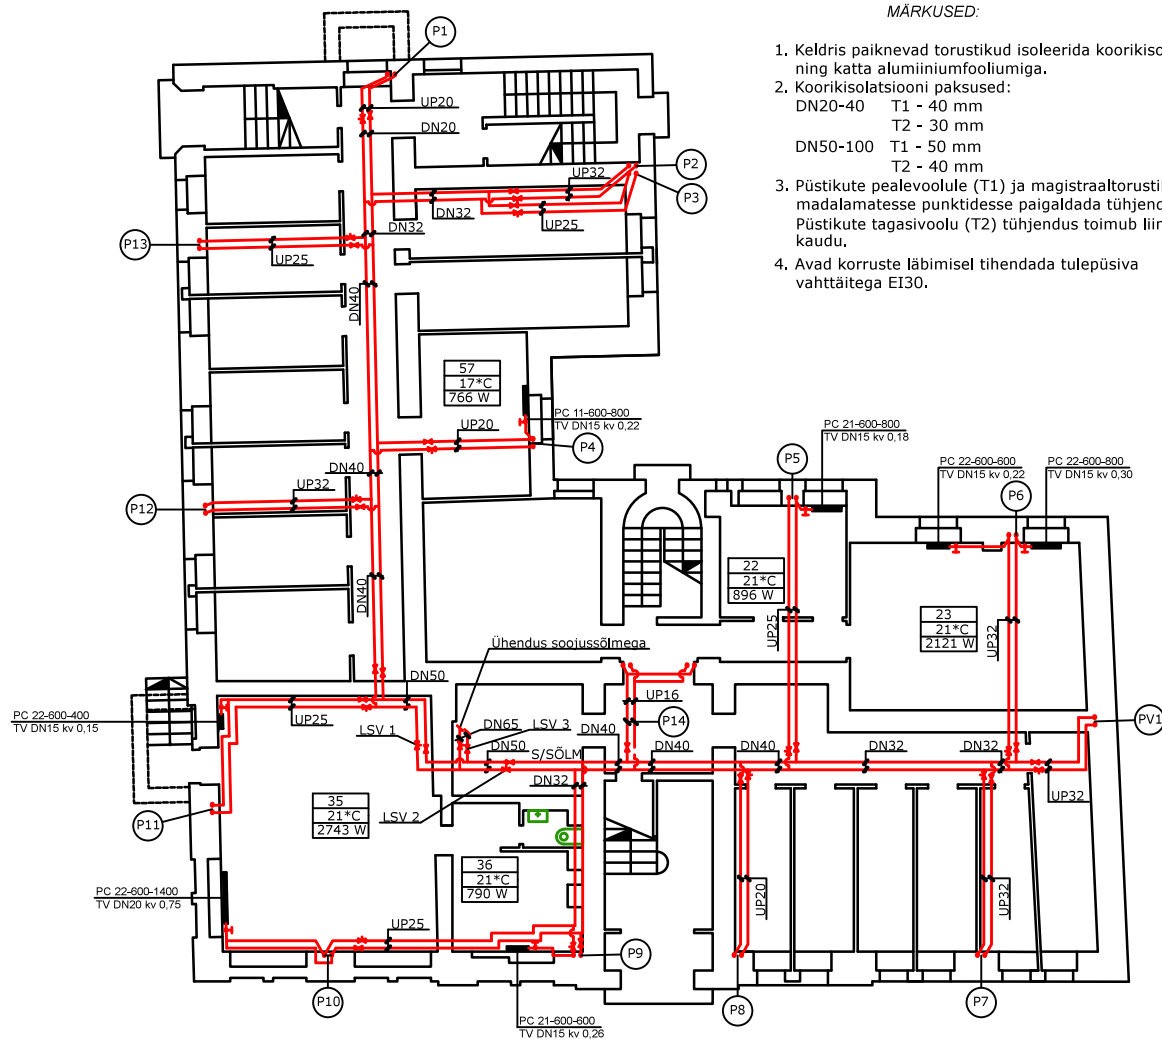 MÄRKUSED:
1. Keldris paiknevad torustikud isoleerida
ning katta alumiiniumfooliumiga.
2. Koorikisolatsiooni paksused:
DN20-40 T1 - 40 mm
T2 - 30 mm
DN50-100 T1 - 50 mm
T2 - 40 mm
3. Püstikute pealevoolule (T1) ja
madalamatesse punktidesse paigaldada
Püstikute tagasivoolu (T2) tühjendus toimub
kaudu.
4. Avad korruste läbimisel tihendada tulepüsiva
vahttäitega EI30.
P1
UP20
DN20
P2
UP32
P3
DN32
UP25
DN32
P13
UP25
DN40
57
17*C
766 W
PC 11-600-800
TV DN15 kv 0,22
UP20
P4
DN40
UP32
P12
DN40
P5
PC 21-600-800
TV DN15 kv 0,18
PC 22-600-600
TV DN15 kv 0,22
PC 22-600-800
TV DN15 kv 0,30
P6
22
21*C
896 W
UP25
23
21*C
2121 W
UP32
Ühendus soojussõlmega
DN50
UP16
P14
PC 22-600-400
TV DN15 kv 0,15
UP25
LSV 1
DN65
LSV 3
DN40
PV1
DN50
S/SÕLM
DN40
DN40
DN32
DN32
DN32
UP32
P11
35
21*C
2743 W
LSV 2
36
21*C
790 W
PC 22-600-1400
TV DN20 kv 0,75
UP25
UP20
UP32
P9
P10
P8
P7
PC 21-600-600
TV DN15 kv 0,26